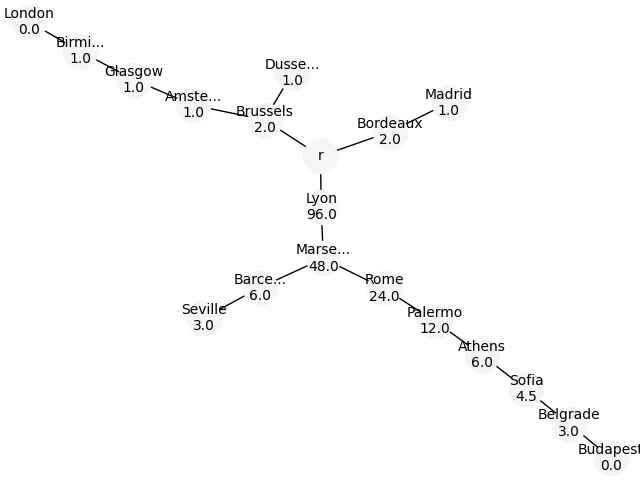 London
0.0
Birmi...
1.0
Glasgow
1.0
Amste...
1.0
Dusse...
1.0
Brussels
2.0
Madrid
1.0
Bordeaux
2.0
r
Lyon
96.0
Marse...
48.0
Barce...
6.0
Rome
24.0
Seville
3.0
Palermo
12.0
Athens
6.0
Sofia
4.5
Belgrade
3.0
Budapest
0.0